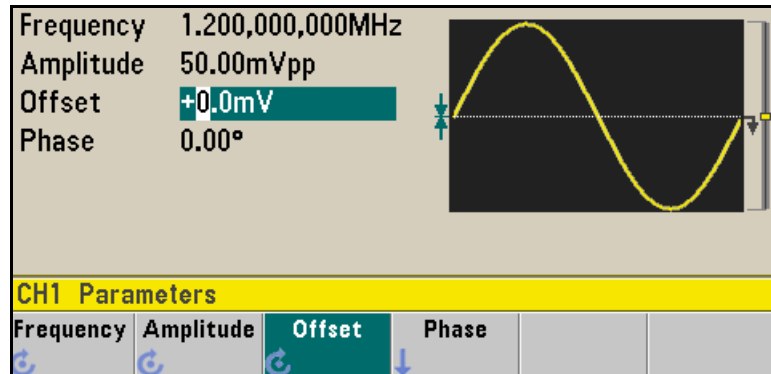 Frequency 1.200,000,000MHz
Amplitude 50.00mVpp
Offset +0.0mV
Phase 0.00°
CH1 Parameters
Frequency Amplitude Offset Phase